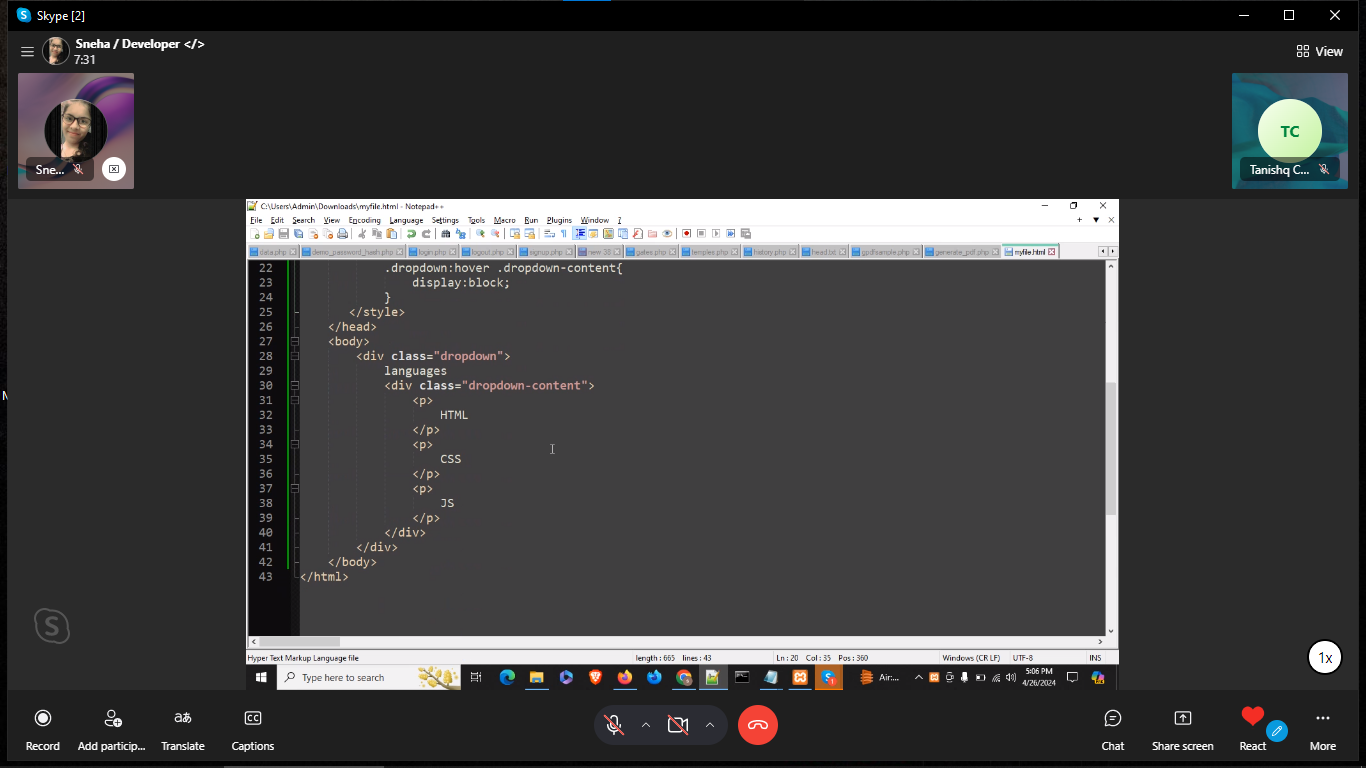 Skype [2]
Sneha / Developer </>
7:31
View
Sne...
TC
Tanishq C...
C:\Users\Admin\Downloads\myfile.html - Notepad++
File Edit Search View Encoding Language Settings Tools Macro Run Plugins Window ?
data.php demo_password_hash.php login.php logout.php signup.php new 38 gates.php temples.php history.php head.txt gpdfsample.php generate_pdf.php myfile.html
22 .dropdown:hover .dropdown-content{
23 display:block;
24 }
25 </style>
26 </head>
27 <body>
28 <div class="dropdown">
29 languages
30 <div class="dropdown-content">
31 <p>
32 HTML
33 </p>
34 <p>
35 CSS
36 </p>
37 <p>
38 JS
39 </p>
40 </div>
41 </div>
42 </body>
43 </html>
Hyper Text Markup Language file length : 665 lines : 43 Ln : 20 Col : 35 Pos : 360 Windows (CR LF) UTF-8 INS
Type here to search Air:... 5:06 PM
4/26/2024
1x
Record Add particip... Translate Captions Chat Share screen React More